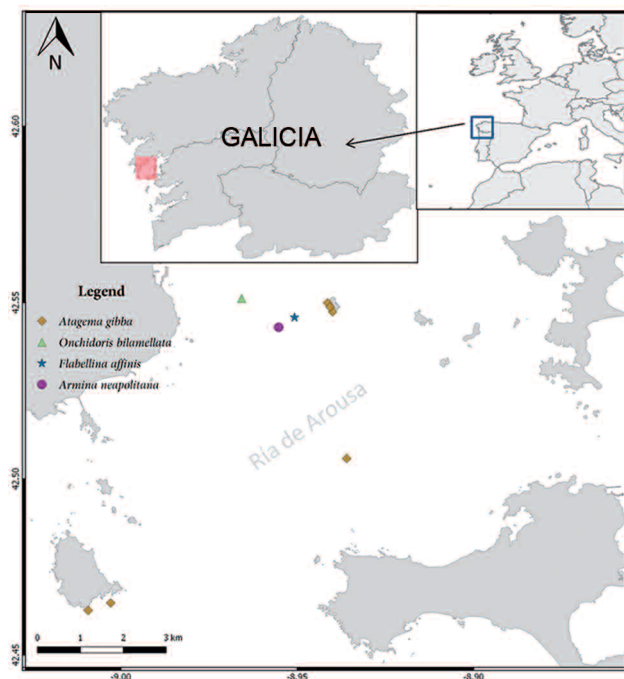 N
GALICIA
42.60
42.55
42.50
42.45
Legend
Atagema gibba
Onchidoris bilamellata
Flabellina affinis
Armina neapolitana
Ría de Arousa
0 1 2 3 km
-9.00 -8.95 -8.90